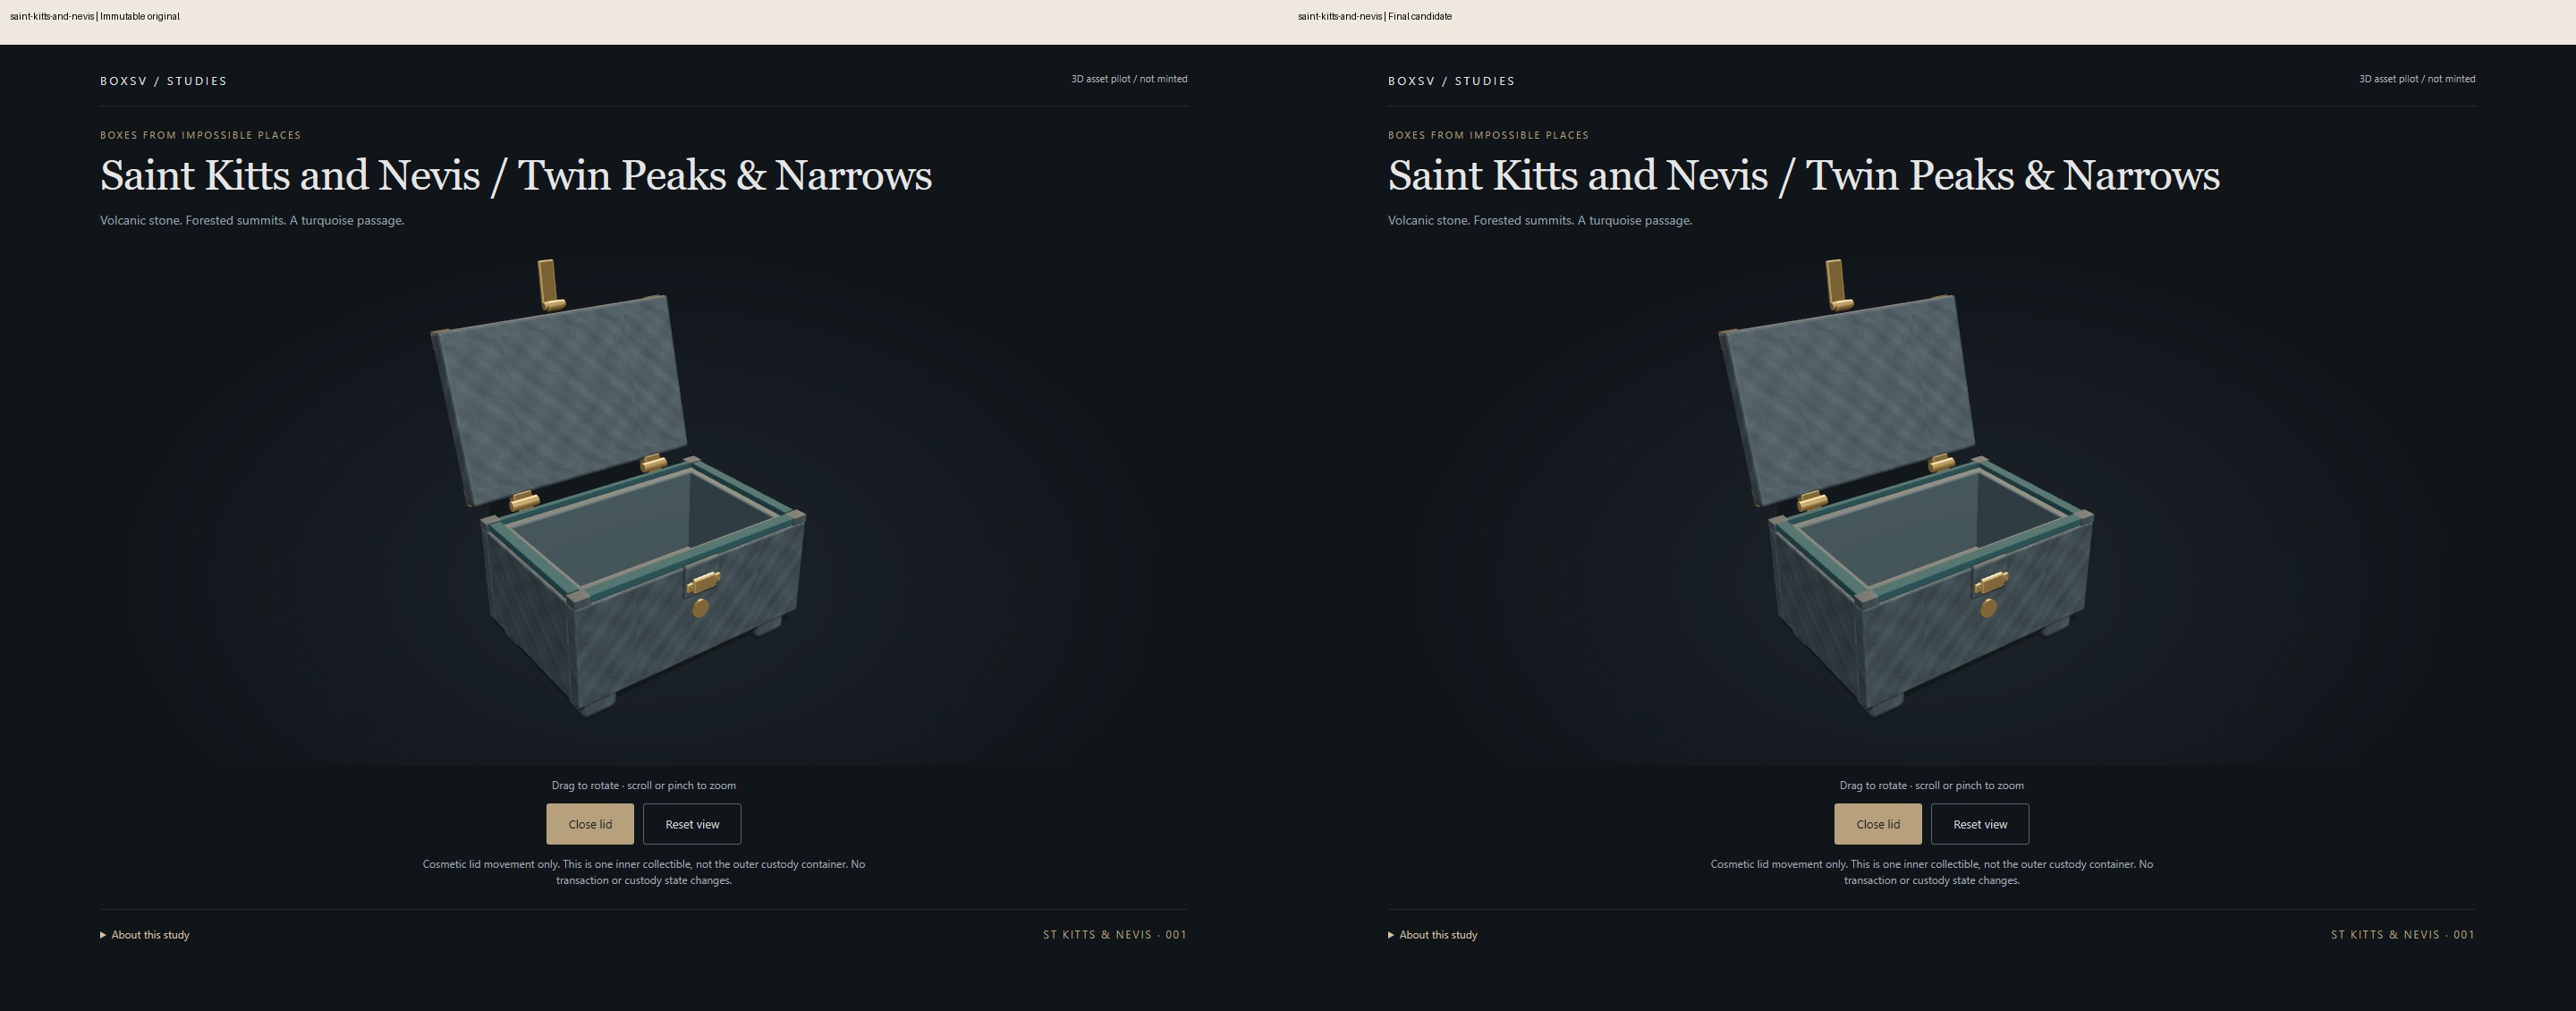 saint-kitts-and-nevis | Immutable original
BOXSV / STUDIES
3D asset pilot / not minted
BOXES FROM IMPOSSIBLE PLACES
Saint Kitts and Nevis / Twin Peaks & Narrows
Volcanic stone. Forested summits. A turquoise passage.
Drag to rotate · scroll or pinch to zoom
Close lid
Reset view
Cosmetic lid movement only. This is one inner collectible, not the outer custody container. No
transaction or custody state changes.
▶ About this study
ST KITTS & NEVIS · 001
saint-kitts-and-nevis | Final candidate
BOXSV / STUDIES
3D asset pilot / not minted
BOXES FROM IMPOSSIBLE PLACES
Saint Kitts and Nevis / Twin Peaks & Narrows
Volcanic stone. Forested summits. A turquoise passage.
Drag to rotate · scroll or pinch to zoom
Close lid
Reset view
Cosmetic lid movement only. This is one inner collectible, not the outer custody container. No
transaction or custody state changes.
▶ About this study
ST KITTS & NEVIS · 001